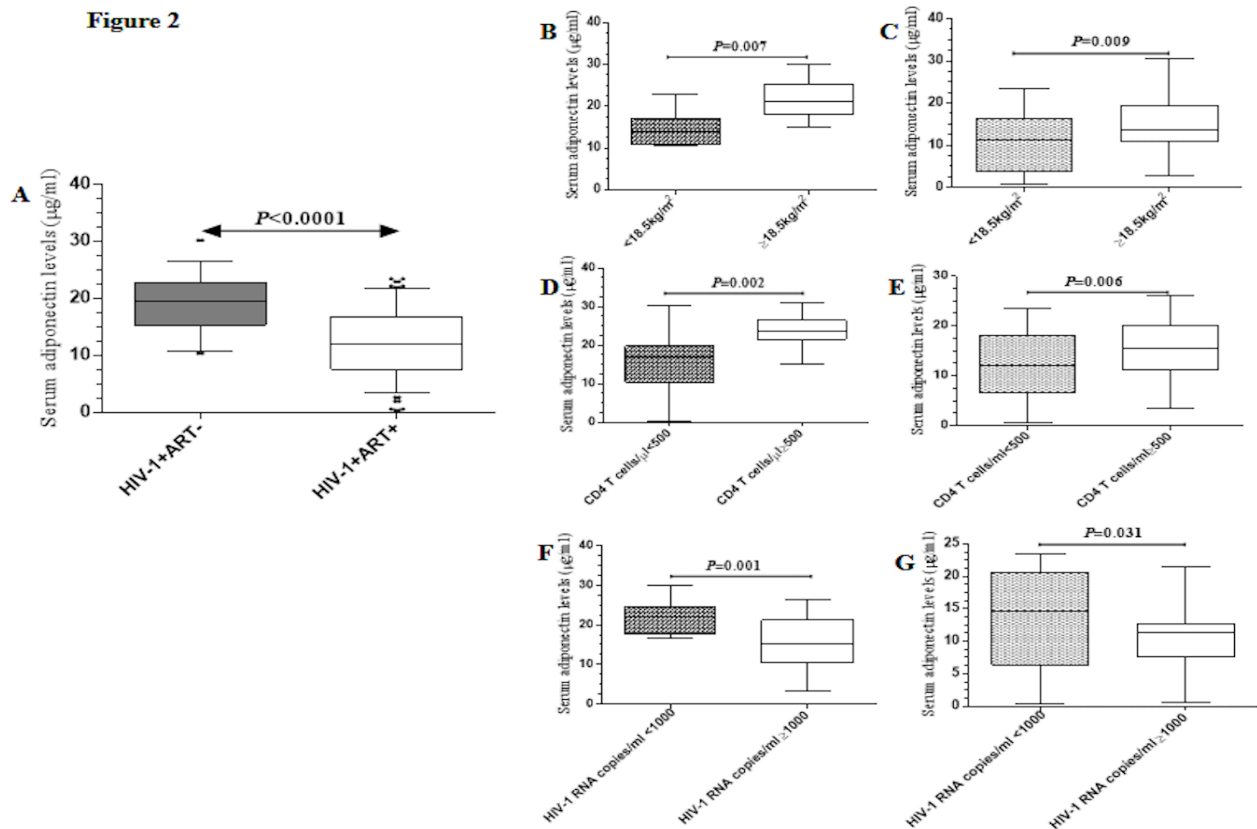 Figure 2
A
Serum adiponectin levels (µg/ml)
40
30
20
10
0
P<0.0001
HIV-1+ART-
HIV-1+ART+
B
Serum adiponectin levels (µg/ml)
40
30
20
10
0
P=0.007
<18.5kg/m²
≥18.5kg/m²
C
Serum adiponectin levels (µg/ml)
40
30
20
10
0
P=0.009
<18.5kg/m²
≥18.5kg/m²
D
Serum adiponectin levels (µg/ml)
40
30
20
10
0
P=0.002
CD4 T cells/µl<500
CD4 T cells/µl≥500
E
Serum adiponectin levels (µg/ml)
30
20
10
0
P=0.006
CD4 T cells/ml<500
CD4 T cells/ml≥500
F
Serum adiponectin levels (µg/ml)
40
30
20
10
0
P=0.001
HIV-1 RNA copies/ml <1000
HIV-1 RNA copies/ml ≥1000
G
Serum adiponectin levels (µg/ml)
25
20
15
10
5
0
P=0.031
HIV-1 RNA copies/ml <1000
HIV-1 RNA copies/ml ≥1000